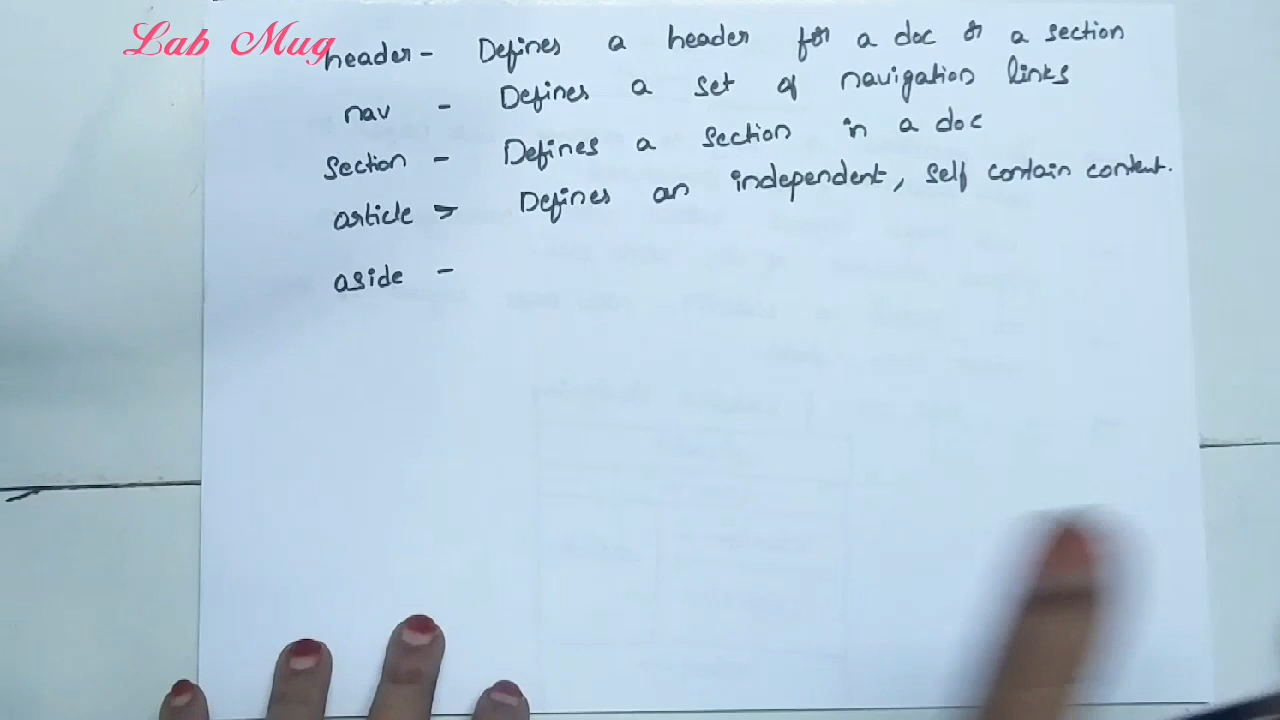 Lab Mug
header - Defines a header for a doc or a section
nav - Defines a set of navigation links
section - Defines a section in a doc
article > Defines an independent, self contain content.
aside -